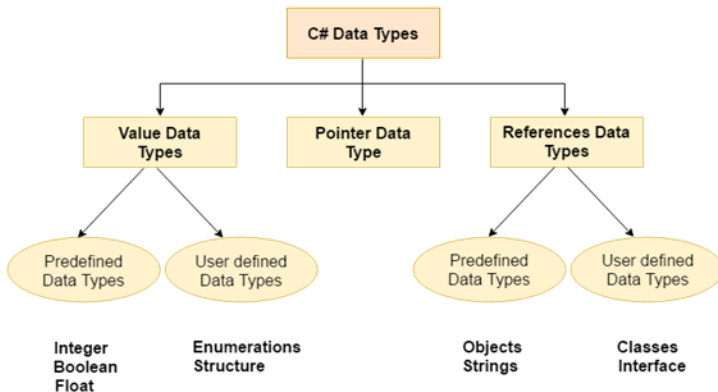 C# Data Types
Value Data
Types
Pointer Data
Type
References Data
Types
Predefined
Data Types
User defined
Data Types
Predefined
Data Types
User defined
Data Types
Integer
Boolean
Float
Enumerations
Structure
Objects
Strings
Classes
Interface